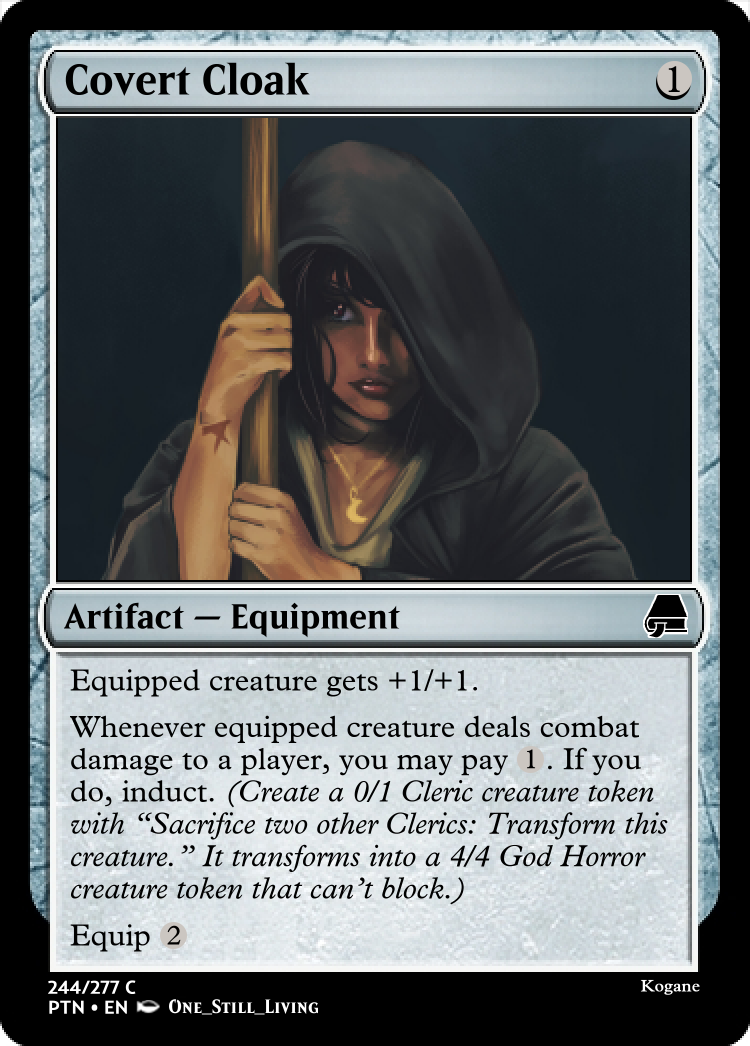 Covert Cloak 1
Artifact — Equipment
Equipped creature gets +1/+1.
Whenever equipped creature deals combat
damage to a player, you may pay 1. If you
do, induct. (Create a 0/1 Cleric creature token
with “Sacrifice two other Clerics: Transform this
creature.” It transforms into a 4/4 God Horror
creature token that can’t block.)
Equip 2
244/277 C
Kogane
PTN • EN One_Still_Living